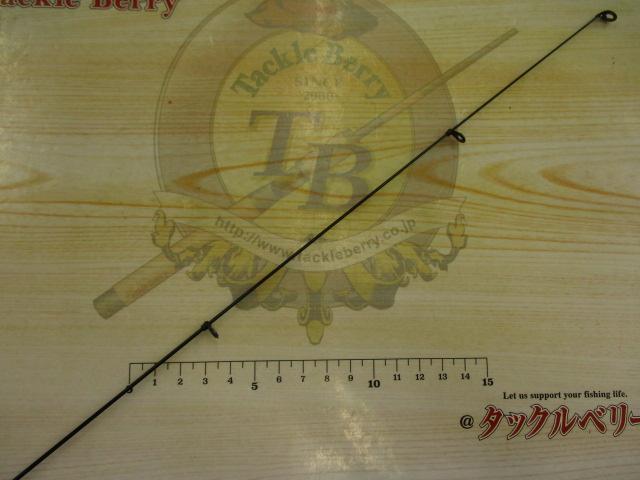 ackle Berry
Tackle Berry
SINCE
TB
http://www.tackleberry.co.jp
0 1 2 3 4 5 6 7 8 9 10 11 12 13 14 15
Let us support your fishing life.
@タックルベリー